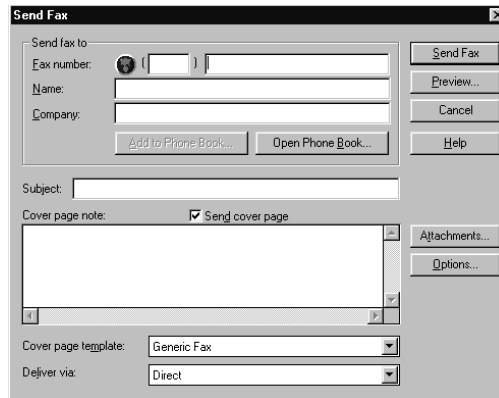 Send Fax
Send fax to
Fax number: ( )
Name:
Company:
Add to Phone Book... Open Phone Book...
Send Fax
Preview...
Cancel
Help
Subject:
Cover page note: Send cover page
Attachments...
Options...
Cover page template: Generic Fax
Deliver via: Direct